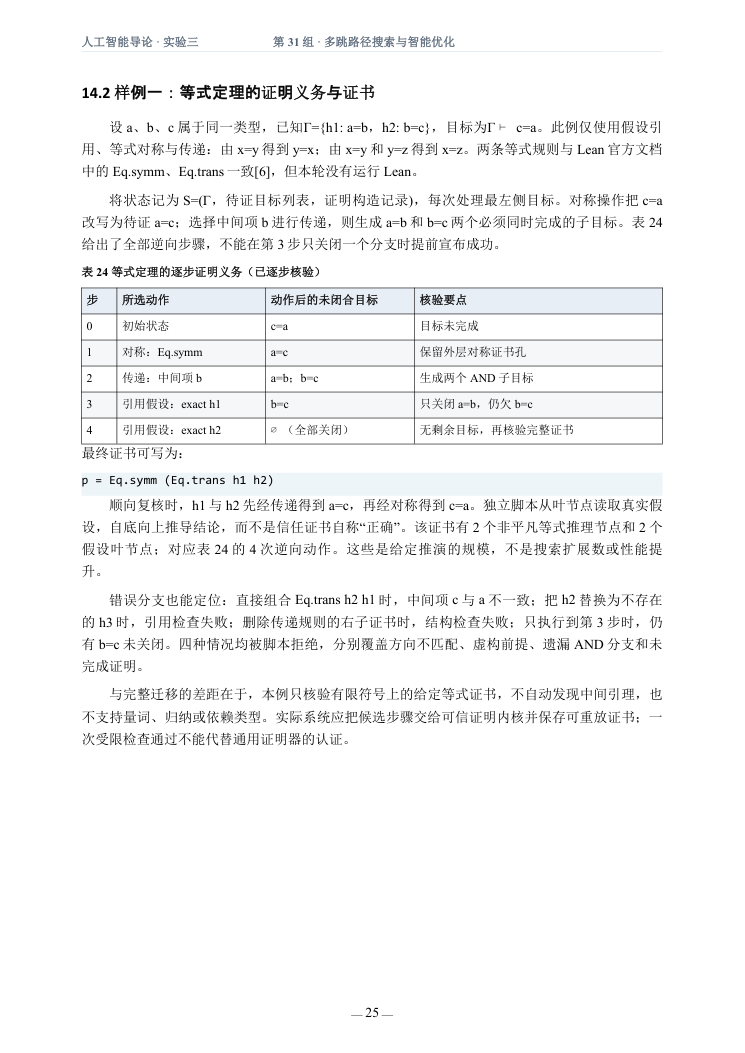 人工智能导论 · 实验三 第 31 组 · 多跳路径搜索与智能优化
14.2 样例一：等式定理的证明义务与证书
设 a、b、c 属于同一类型，已知Γ={h1: a=b，h2: b=c}，目标为Γ⊢ c=a。此例仅使用假设引
用、等式对称与传递：由 x=y 得到 y=x；由 x=y 和 y=z 得到 x=z。两条等式规则与 Lean 官方文档
中的 Eq.symm、Eq.trans 一致[6]，但本轮没有运行 Lean。
将状态记为 S=(Γ，待证目标列表，证明构造记录)，每次处理最左侧目标。对称操作把 c=a
改写为待证 a=c；选择中间项 b 进行传递，则生成 a=b 和 b=c 两个必须同时完成的子目标。表 24
给出了全部逆向步骤，不能在第 3 步只关闭一个分支时提前宣布成功。
表 24 等式定理的逐步证明义务（已逐步核验）
步 所选动作 动作后的未闭合目标 核验要点
0 初始状态 c=a 目标未完成
1 对称：Eq.symm a=c 保留外层对称证书孔
2 传递：中间项 b a=b；b=c 生成两个 AND 子目标
3 引用假设：exact h1 b=c 只关闭 a=b，仍欠 b=c
4 引用假设：exact h2 ∅（全部关闭） 无剩余目标，再核验完整证书
最终证书可写为：
p = Eq.symm (Eq.trans h1 h2)
顺向复核时，h1 与 h2 先经传递得到 a=c，再经对称得到 c=a。独立脚本从叶节点读取真实假
设，自底向上推导结论，而不是信任证书自称“正确”。该证书有 2 个非平凡等式推理节点和 2 个
假设叶节点；对应表 24 的 4 次逆向动作。这些是给定推演的规模，不是搜索扩展数或性能提
升。
错误分支也能定位：直接组合 Eq.trans h2 h1 时，中间项 c 与 a 不一致；把 h2 替换为不存在
的 h3 时，引用检查失败；删除传递规则的右子证书时，结构检查失败；只执行到第 3 步时，仍
有 b=c 未关闭。四种情况均被脚本拒绝，分别覆盖方向不匹配、虚构前提、遗漏 AND 分支和未
完成证明。
与完整迁移的差距在于，本例只核验有限符号上的给定等式证书，不自动发现中间引理，也
不支持量词、归纳或依赖类型。实际系统应把候选步骤交给可信证明内核并保存可重放证书；一
次受限检查通过不能代替通用证明器的认证。
— 25 —